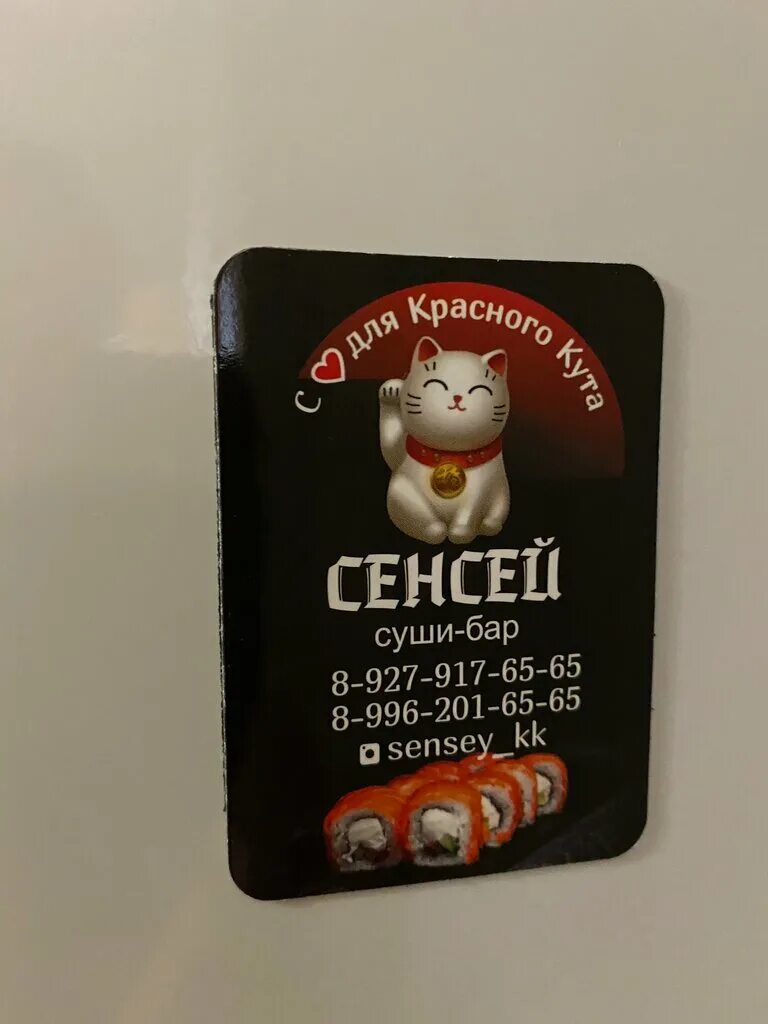 С ❤ для Красного Кута
СЕНСЕЙ
суши-бар
8-927-917-65-65
8-996-201-65-65
sensey_kk